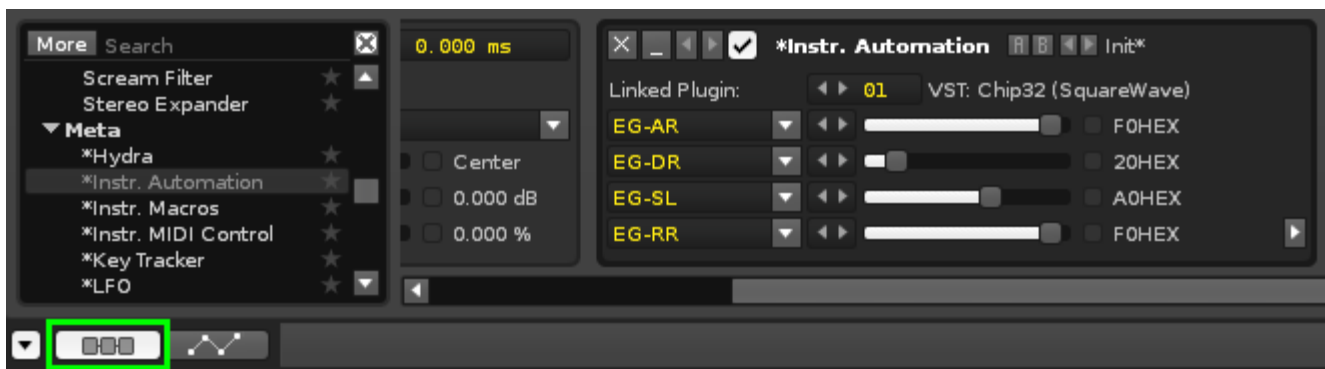 More Search
Scream Filter
Stereo Expander
Meta
*Hydra
*Instr. Automation
*Instr. Macros
*Instr. MIDI Control
*Key Tracker
*LFO
0.000 ms
Center
0.000 dB
0.000 %
*Instr. Automation A B Init*
Linked Plugin: 01 VST: Chip32 (SquareWave)
EG-AR F0HEX
EG-DR 20HEX
EG-SL A0HEX
EG-RR F0HEX